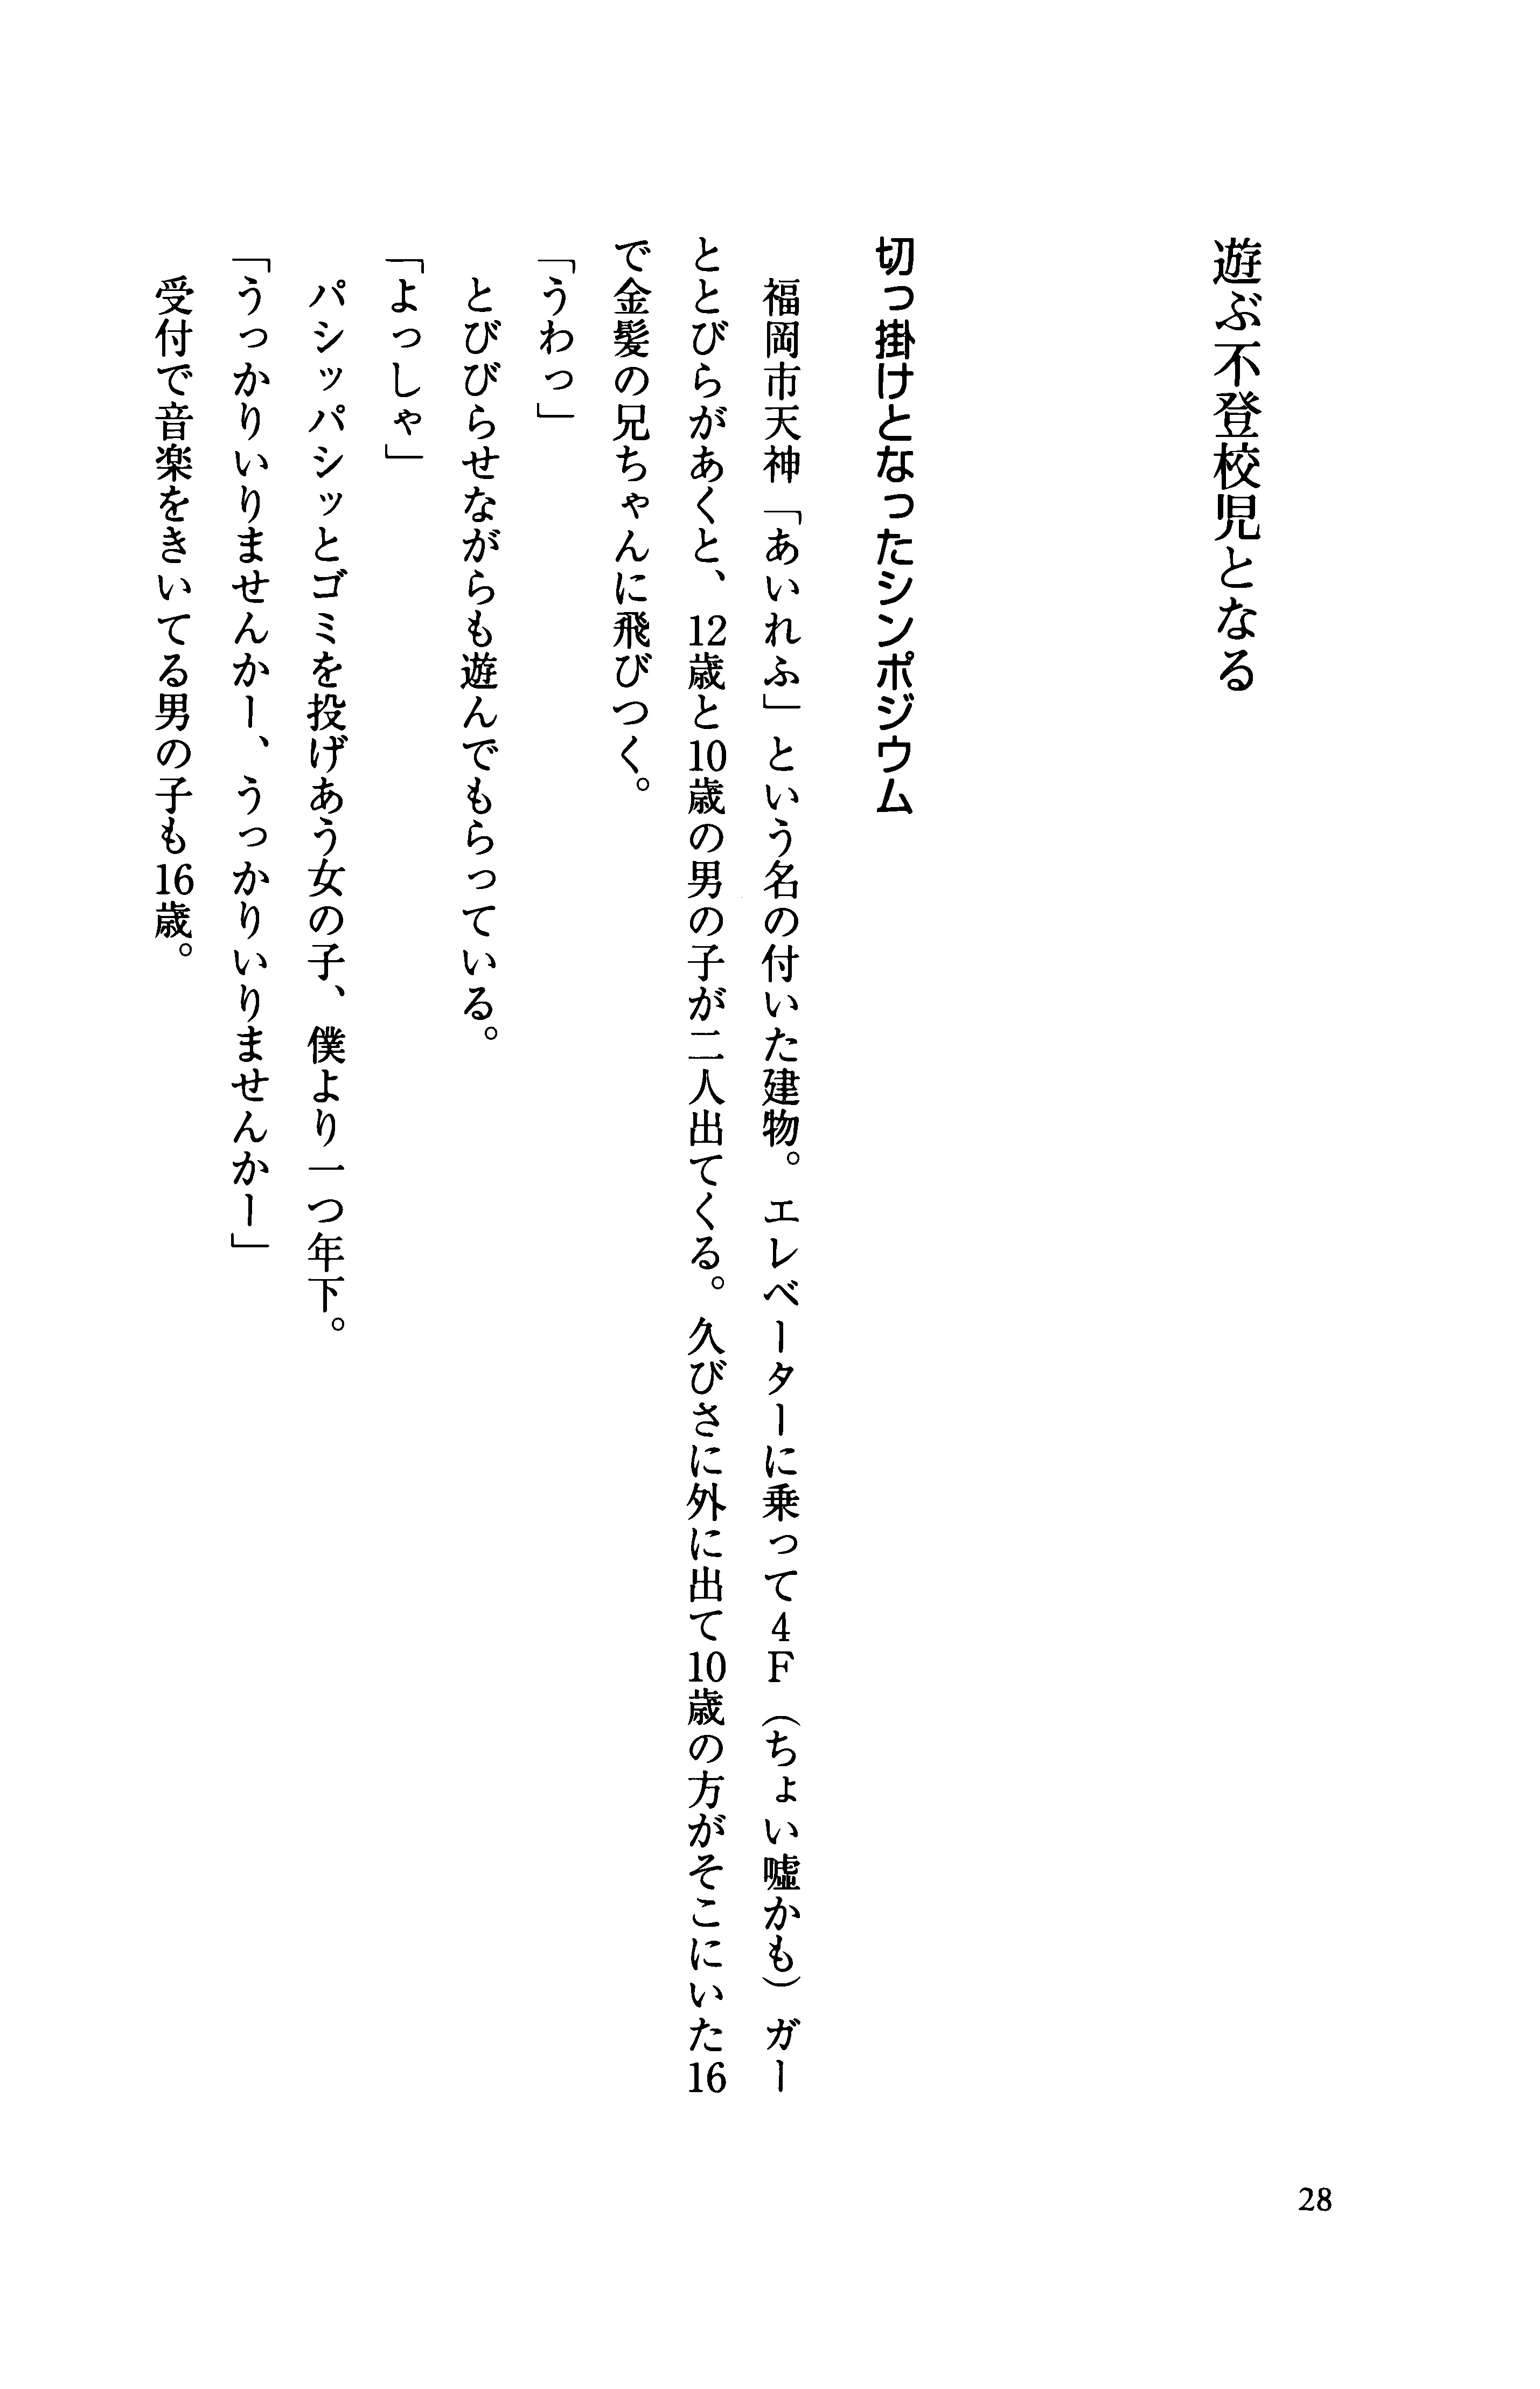 遊ぶ不登校児となる
切っ掛けとなったシンポジウム
　福岡市天神「あいれふ」という名の付いた建物。エレベーターに乗って４Ｆ（ちょい嘘かも）ガー
ととびらがあくと、12歳と10歳の男の子が二人出てくる。久びさに外に出て10歳の方がそこにいた16
で金髪の兄ちゃんに飛びつく。
「うわっ」
　とびびらせながらも遊んでもらっている。
「よっしゃ」
　パシッパシッとゴミを投げあう女の子、僕より一つ年下。
「うっかりいりませんかー、うっかりいりませんかー」
　受付で音楽をきいてる男の子も16歳。
28